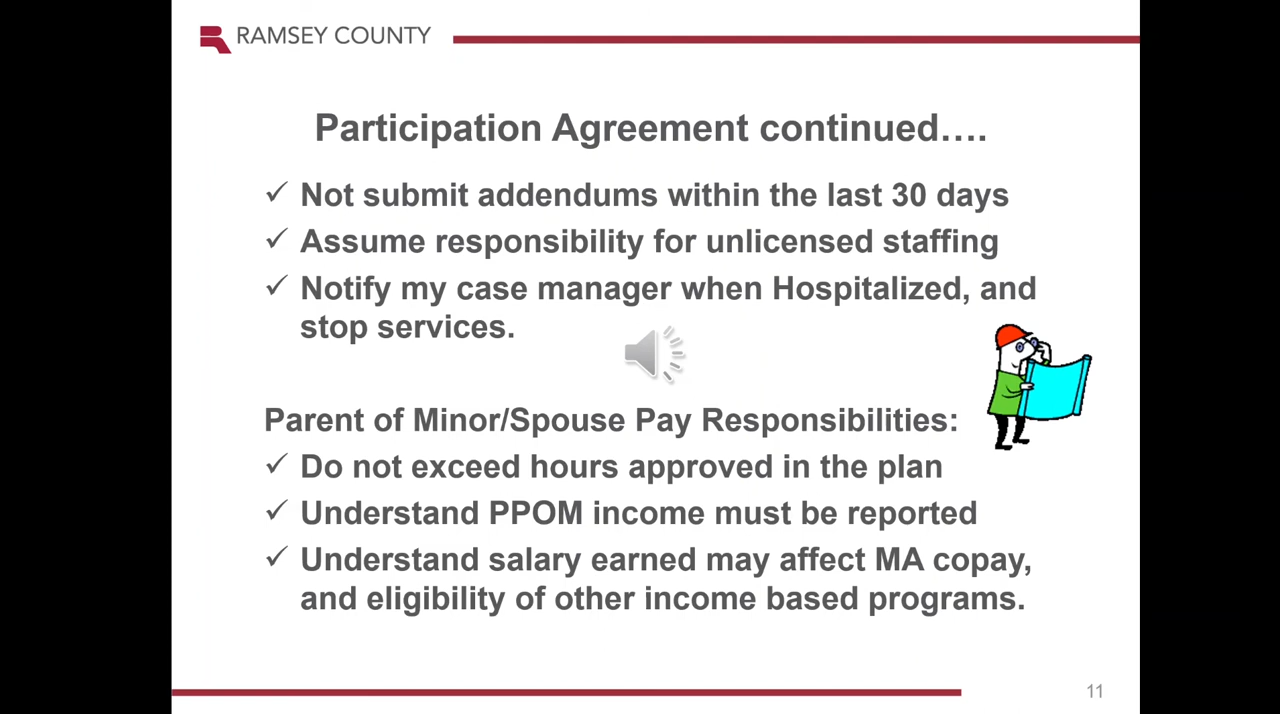 RAMSEY COUNTY
Participation Agreement continued….
✓ Not submit addendums within the last 30 days
✓ Assume responsibility for unlicensed staffing
✓ Notify my case manager when Hospitalized, and
stop services.
Parent of Minor/Spouse Pay Responsibilities:
✓ Do not exceed hours approved in the plan
✓ Understand PPOM income must be reported
✓ Understand salary earned may affect MA copay,
and eligibility of other income based programs.
11